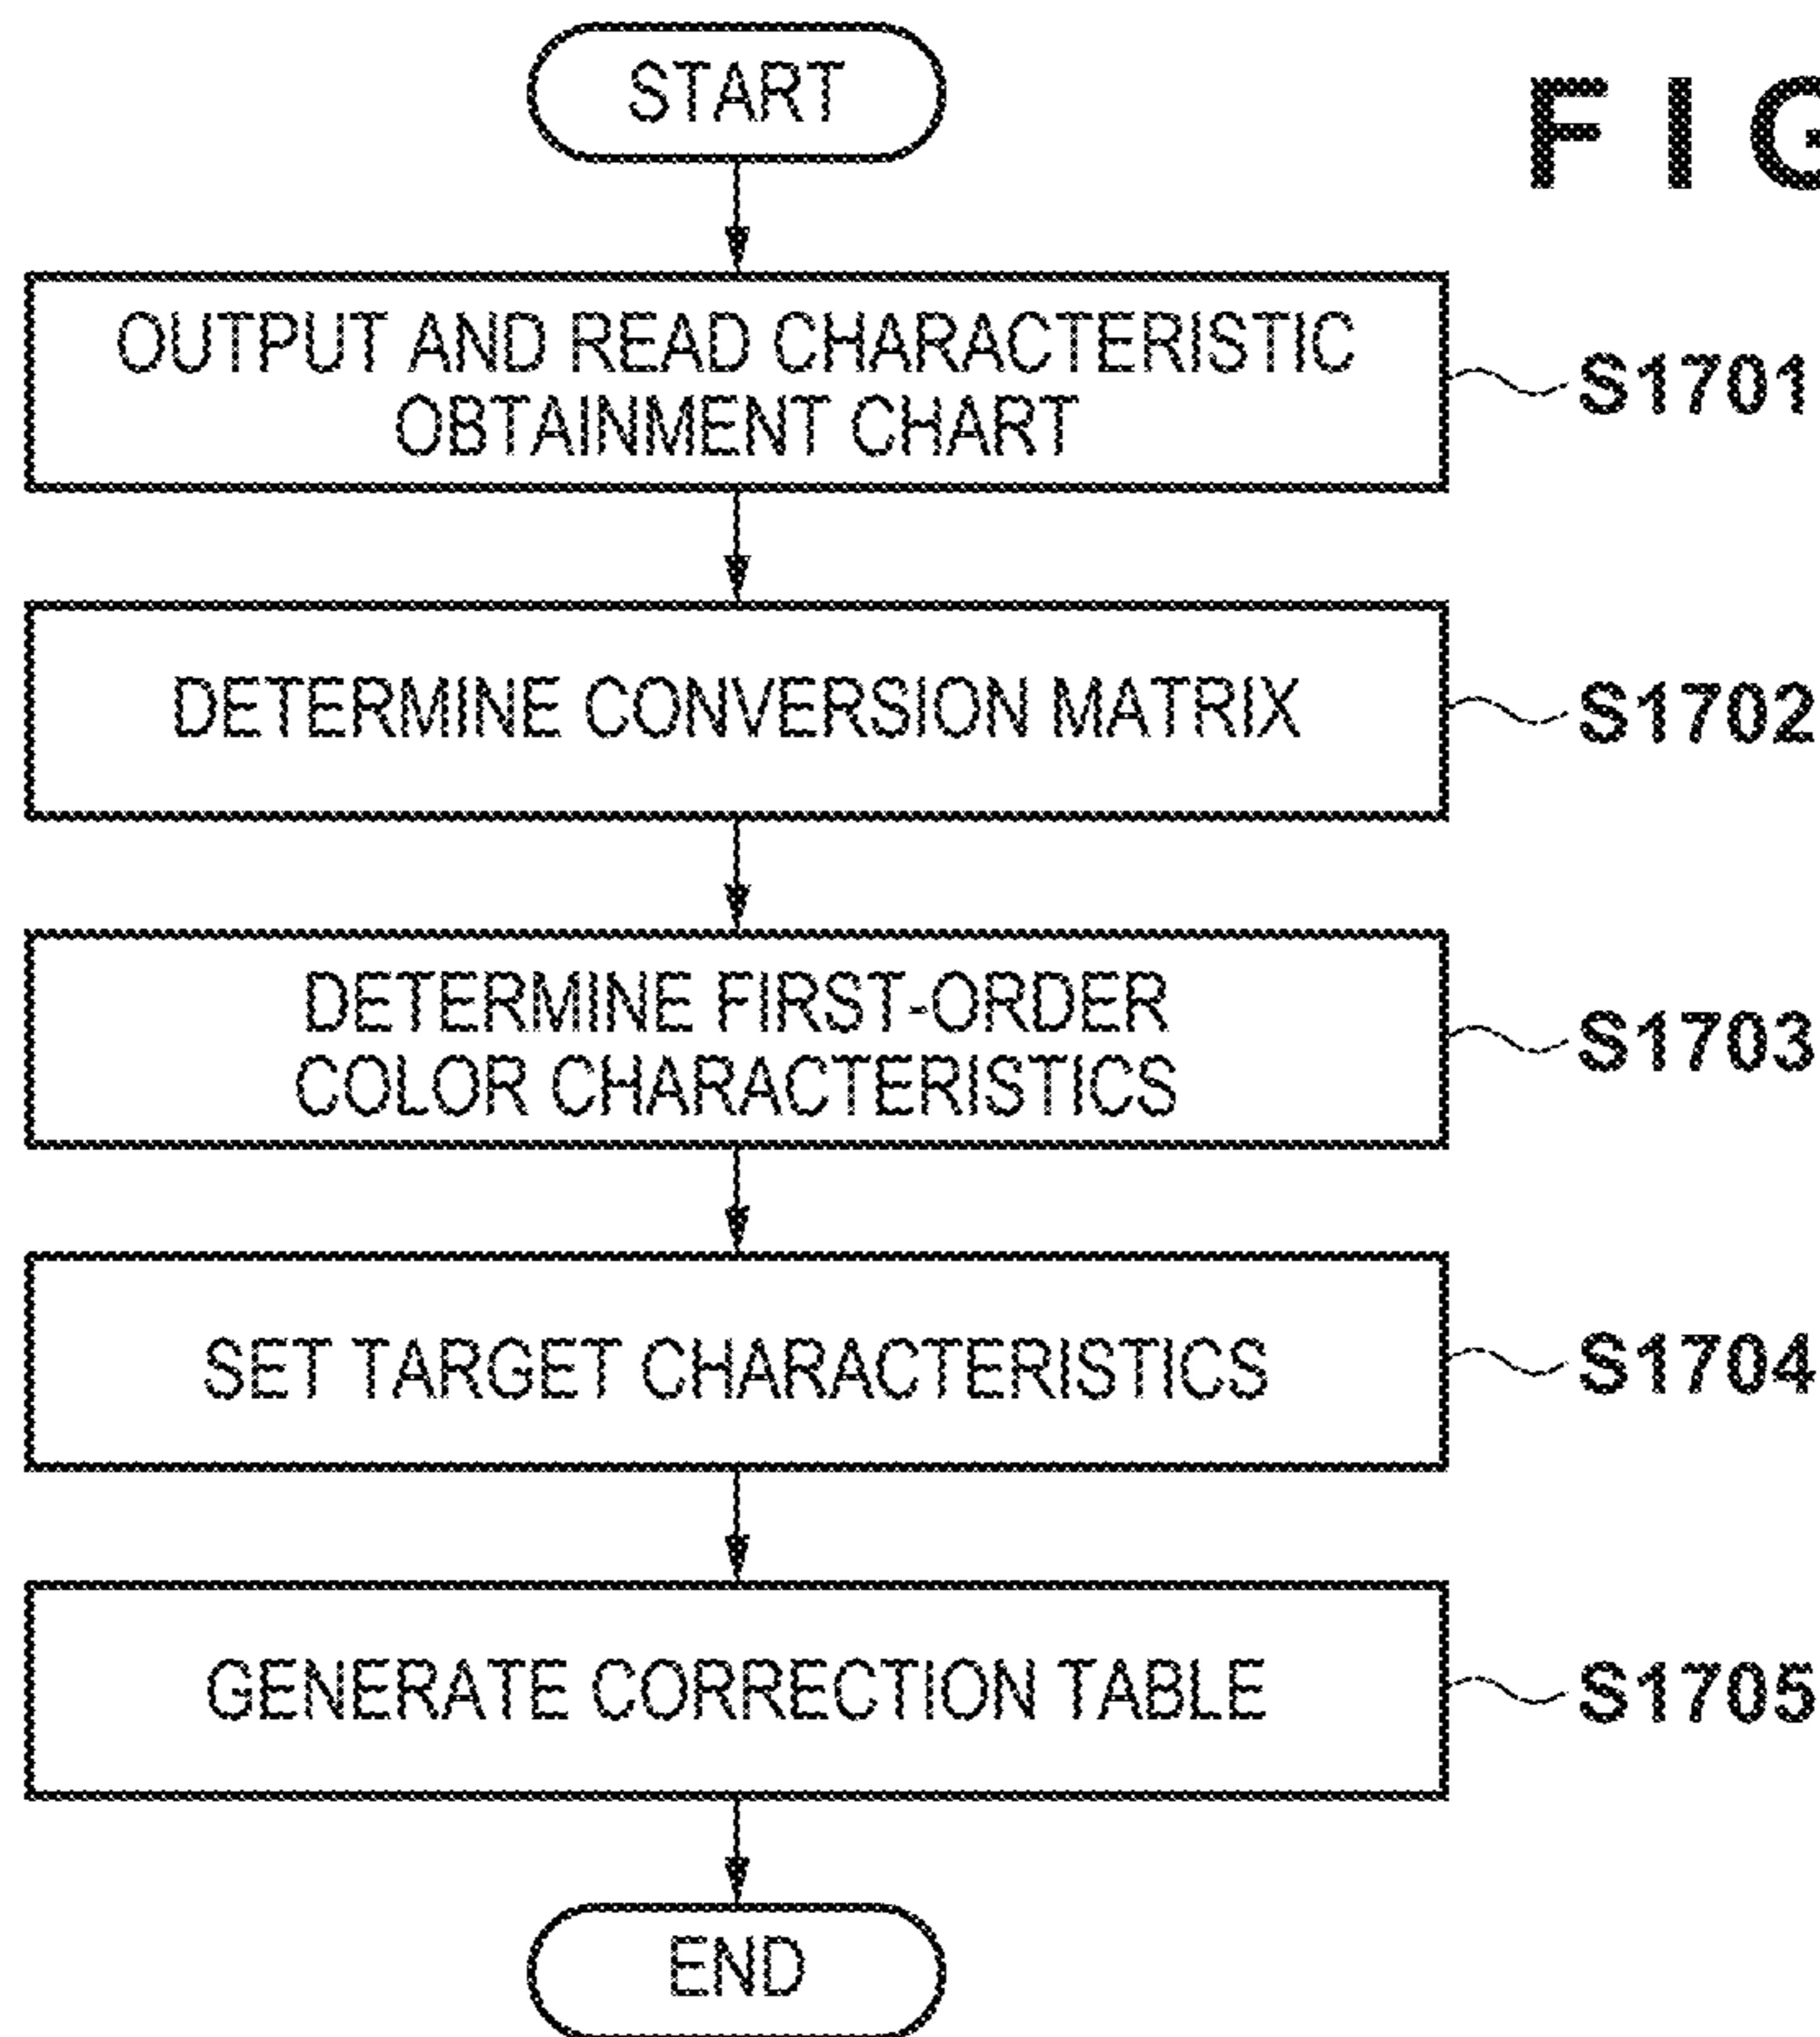 START
FIG
OUTPUT AND READ CHARACTERISTIC
OBTAINMENT CHART
S1701
DETERMINE CONVERSION MATRIX
S1702
DETERMINE FIRST-ORDER
COLOR CHARACTERISTICS
S1703
SET TARGET CHARACTERISTICS
S1704
GENERATE CORRECTION TABLE
S1705
END